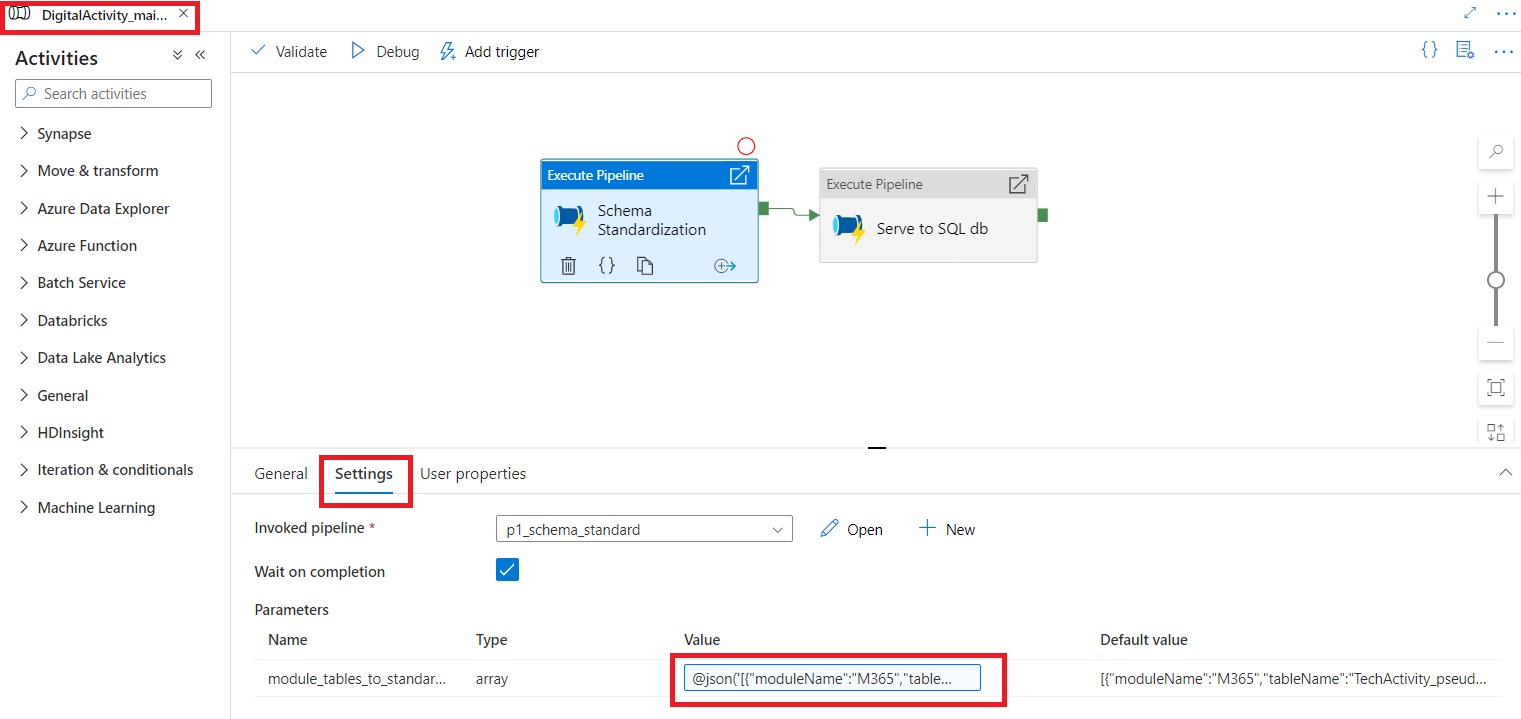 DigitalActivity_mai...
Activities
Validate
Debug
Add trigger
Search activities
Synapse
Move & transform
Azure Data Explorer
Azure Function
Batch Service
Databricks
Data Lake Analytics
General
HDInsight
Iteration & conditionals
Machine Learning
Execute Pipeline
Schema
Standardization
Execute Pipeline
Serve to SQL db
General
Settings
User properties
Invoked pipeline *
p1_schema_standard
Open
New
Wait on completion
Parameters
Name
Type
Value
Default value
module_tables_to_standar...
array
@json('[{"moduleName":"M365","table...
[{"moduleName":"M365","tableName":"TechActivity_pseud...